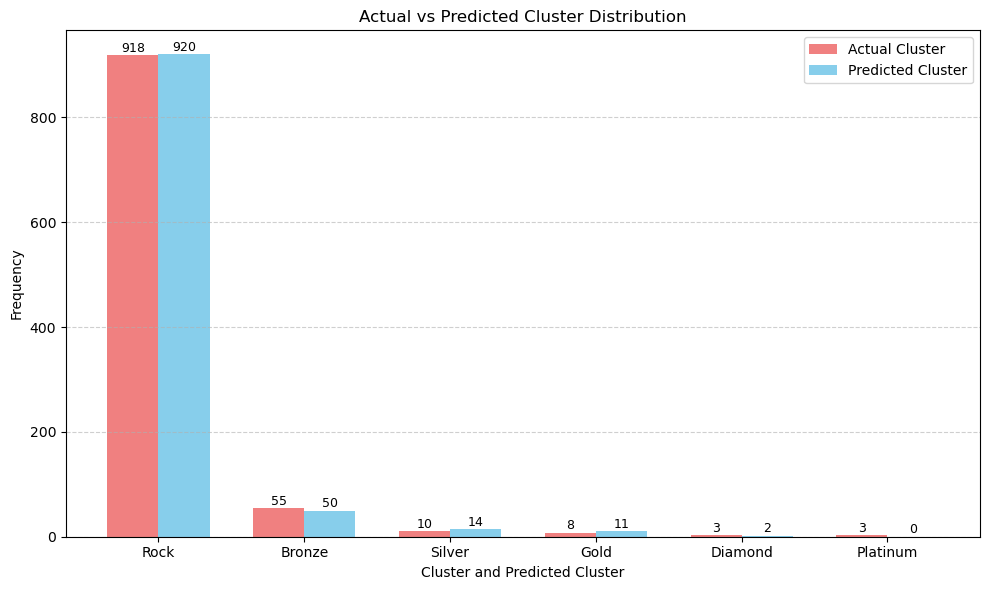 Actual vs Predicted Cluster Distribution
Actual Cluster
Predicted Cluster
Frequency
800
600
400
200
0
918
920
55
50
10
14
8
11
3
2
3
0
Rock
Bronze
Silver
Gold
Diamond
Platinum
Cluster and Predicted Cluster